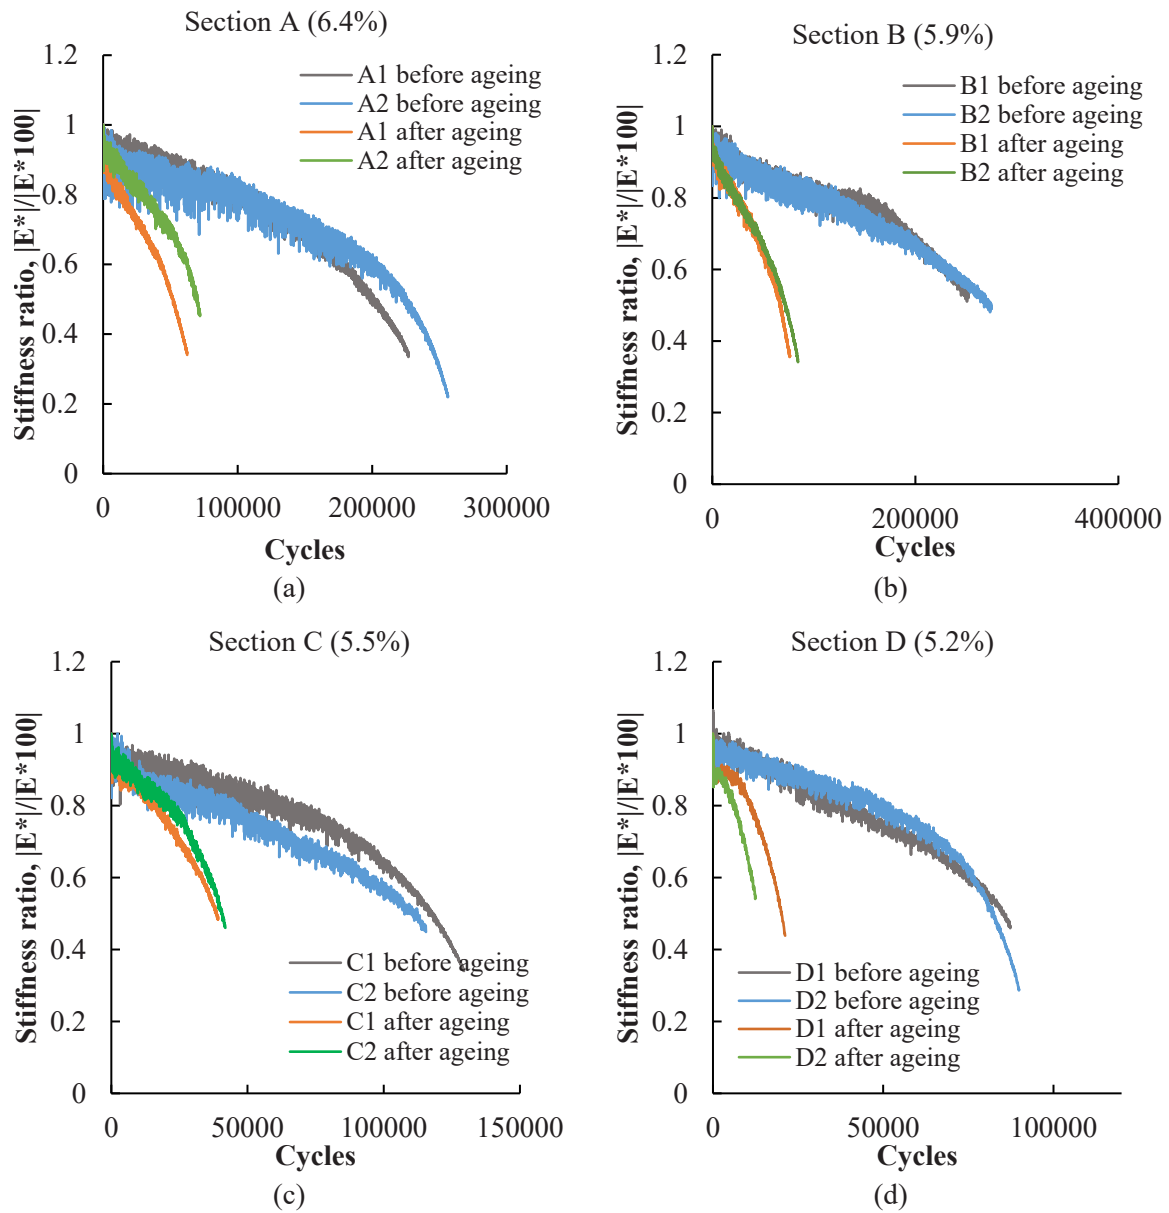 Section A (6.4%)
1.2
1
0.8
0.6
0.4
0.2
0
Stiffness ratio, |E*|/|E*100|
A1 before ageing
A2 before ageing
A1 after ageing
A2 after ageing
0 100000 200000 300000
Cycles
(a)
Section B (5.9%)
1.2
1
0.8
0.6
0.4
0.2
0
Stiffness ratio, |E*|/|E*100|
B1 before ageing
B2 before ageing
B1 after ageing
B2 after ageing
0 200000 400000
Cycles
(b)
Section C (5.5%)
1.2
1
0.8
0.6
0.4
0.2
0
Stiffness ratio, |E*|/|E*100|
C1 before ageing
C2 before ageing
C1 after ageing
C2 after ageing
0 50000 100000 150000
Cycles
(c)
Section D (5.2%)
1.2
1
0.8
0.6
0.4
0.2
0
Stiffness ratio, |E*|/|E*100|
D1 before ageing
D2 before ageing
D1 after ageing
D2 after ageing
0 50000 100000
Cycles
(d)